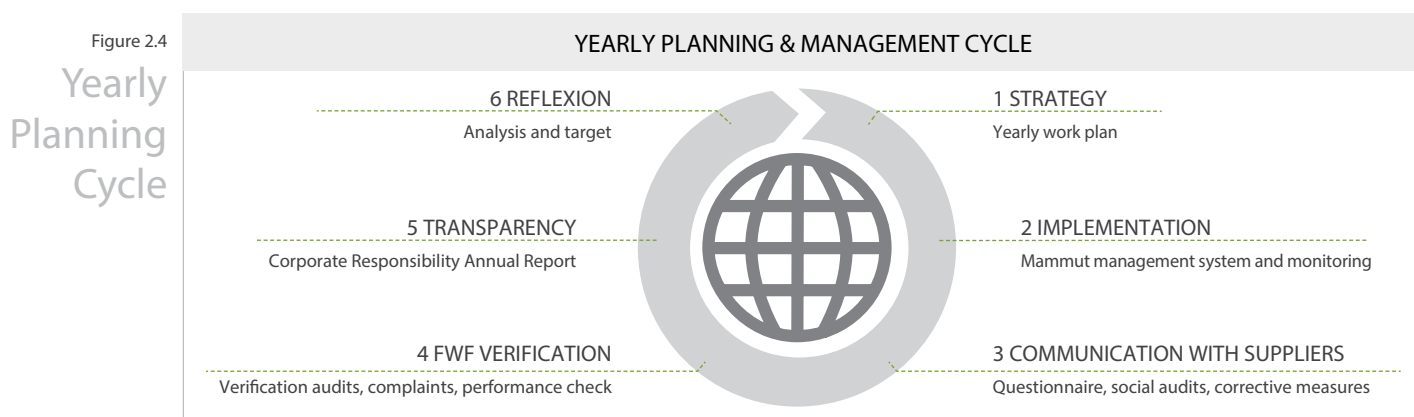 Figure 2.4
Yearly
Planning
Cycle
YEARLY PLANNING & MANAGEMENT CYCLE
6 REFLEXION
Analysis and target
1 STRATEGY
Yearly work plan
5 TRANSPARENCY
Corporate Responsibility Annual Report
2 IMPLEMENTATION
Mammut management system and monitoring
4 FWF VERIFICATION
Verification audits, complaints, performance check
3 COMMUNICATION WITH SUPPLIERS
Questionnaire, social audits, corrective measures